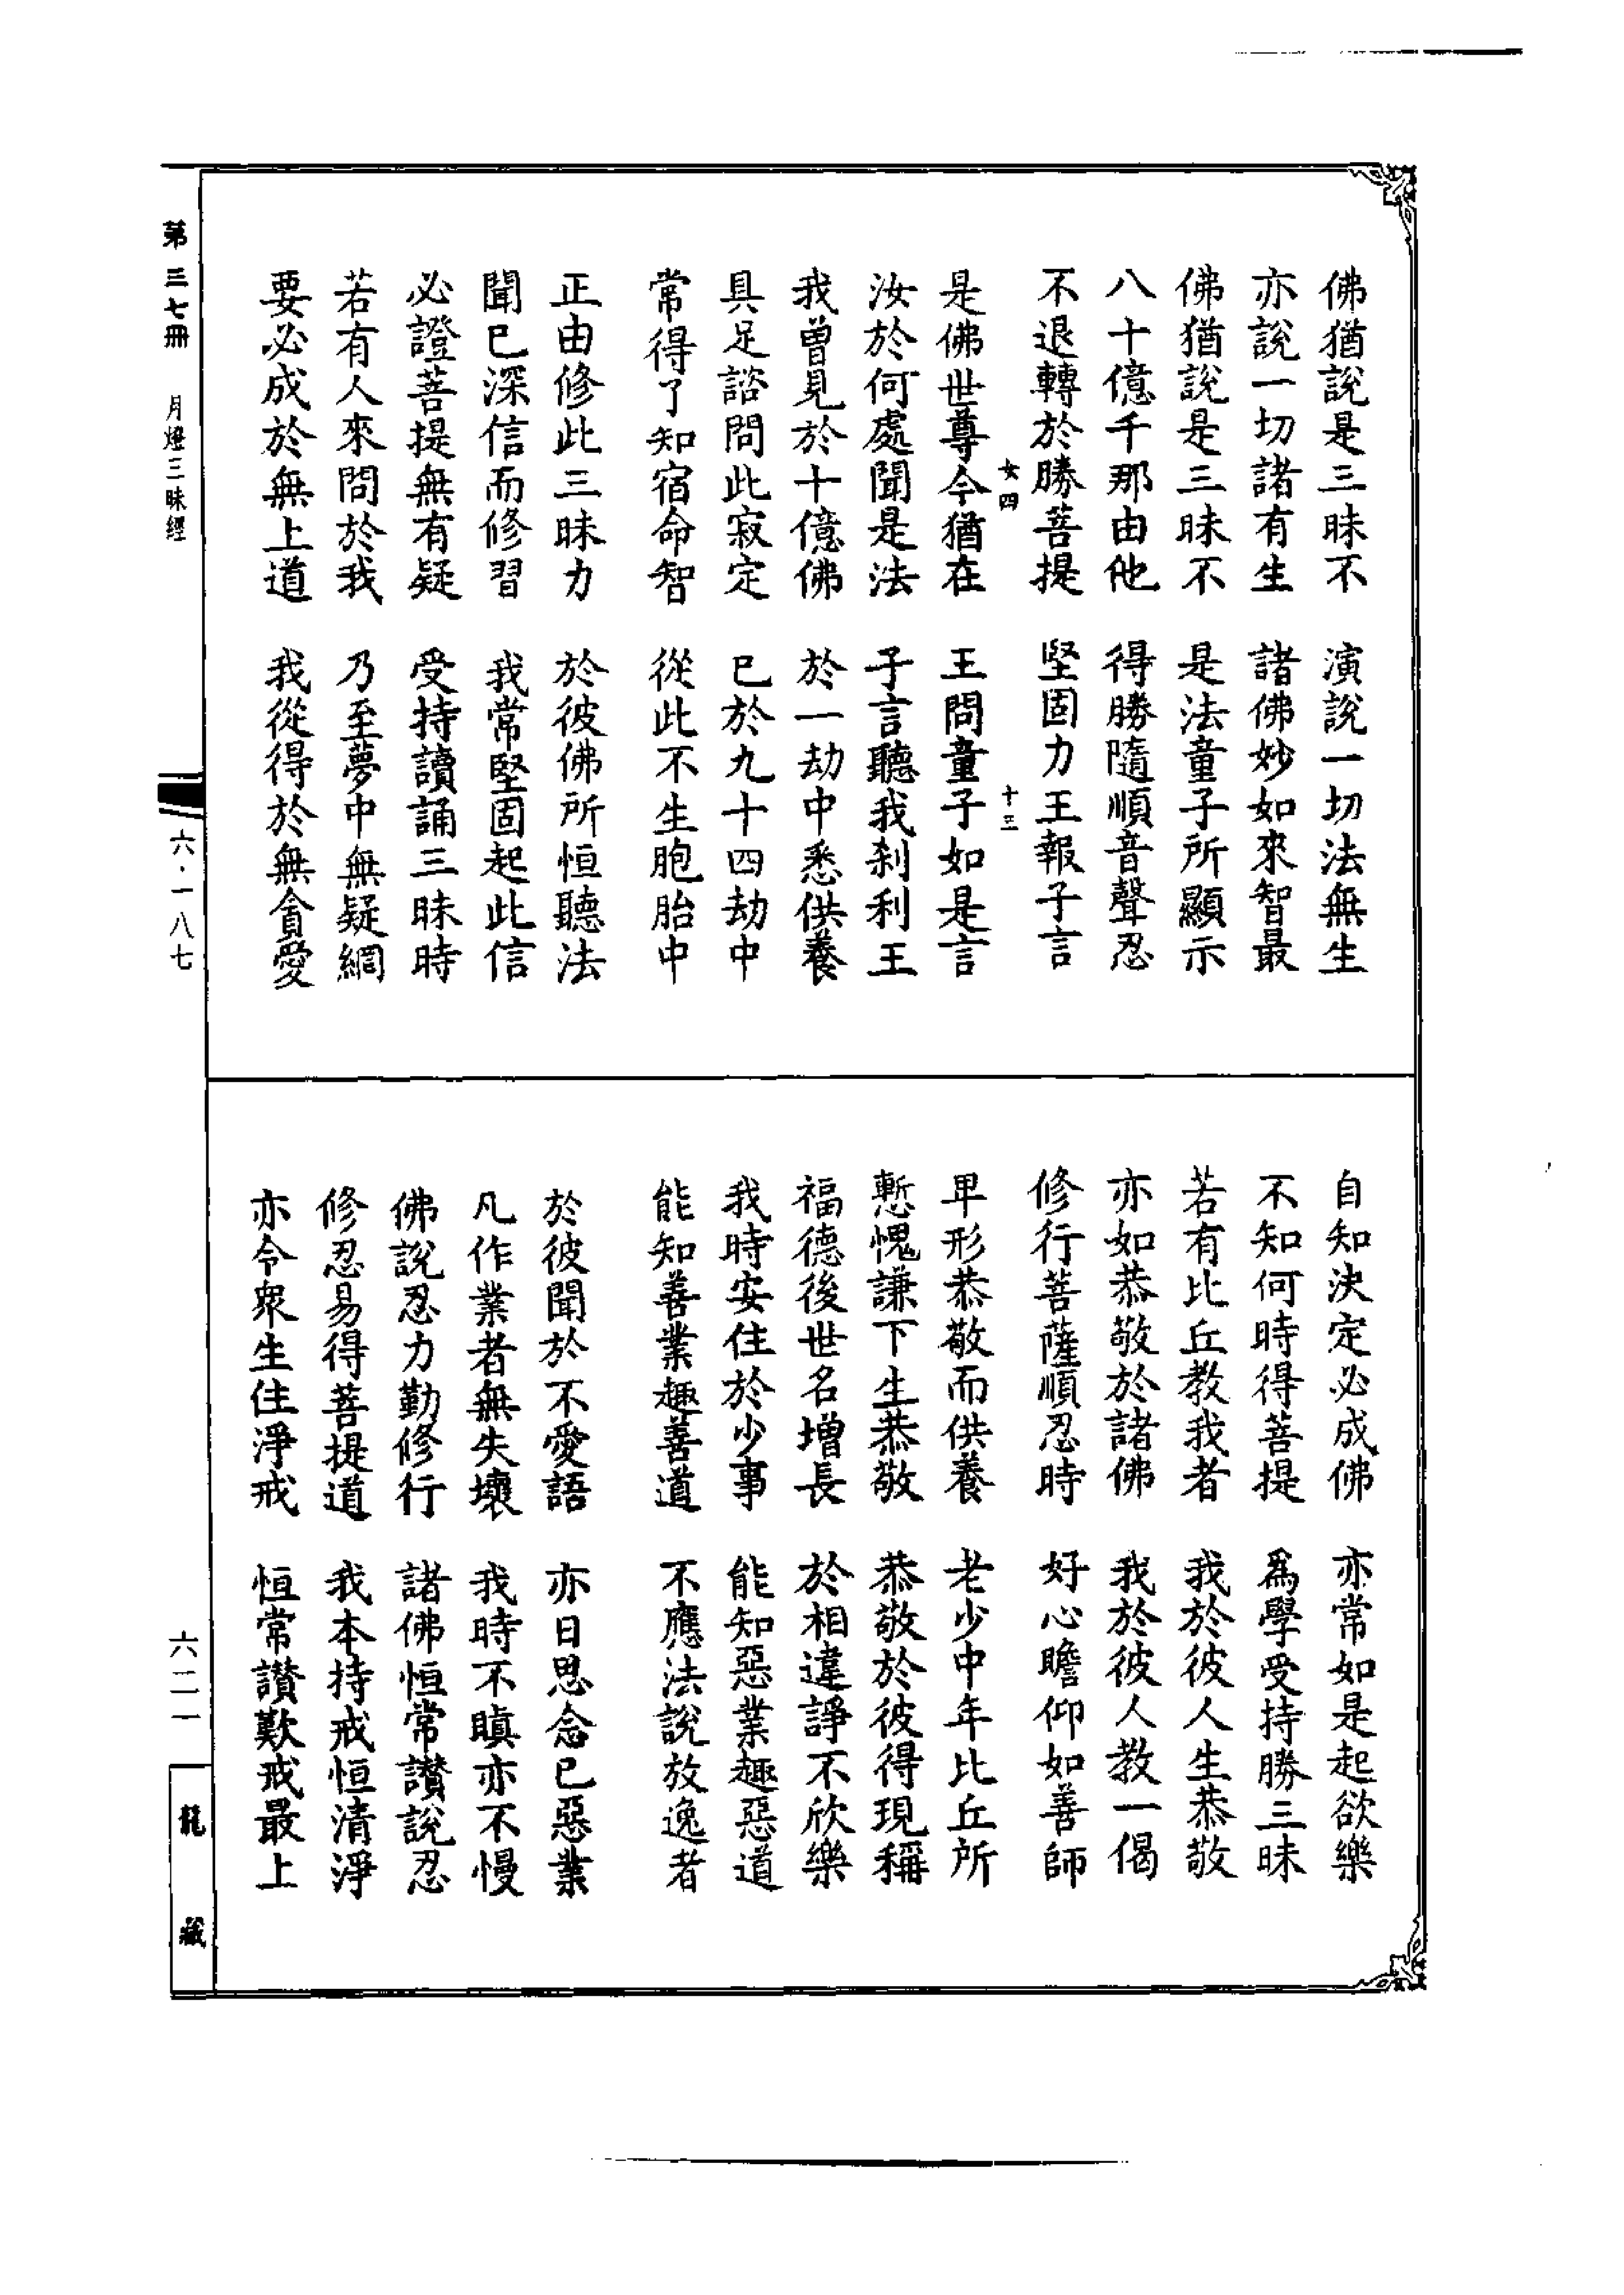 佛猶說是三昧不　演說一切法無生
亦說一切諸有生　諸佛妙如來智最
佛猶說是三昧不　是法童子所顯示
八十億千那由他　得勝隨順音聲忍
不退轉於勝菩提　堅固力王報子言
女四　十三
是佛世尊今猶在　王問童子如是言
汝於何處聞是法　子言聽我剎利王
我曾見於十億佛　於一劫中悉供養
具足諮問此寂定　已於九十四劫中
常得了知宿命智　從此不生胞胎中
正由修此三昧力　於彼佛所恒聽法
聞已深信而修習　我常堅固起此信
必證菩提無有疑　受持讀誦三昧時
若有人來問於我　乃至夢中無疑網
要必成於無上道　我從得於無貪愛
自知決定必成佛　亦常如是起欲樂
不知何時得菩提　爲學受持勝三昧
若有比丘教我者　我於彼人生恭敬
亦如恭敬於諸佛　我於彼人教一偈
修行菩薩順忍時　好心瞻仰如善師
卑形恭敬而供養　老少中年比丘所
慙愧謙下生恭敬　恭敬於彼得現稱
福德後世名增長　於相違諍不欣樂
我時安住於少事　能知惡業趣惡道
能知善業趣善道　不應法說放逸者
於彼聞於不愛語　亦日思念已惡業
凡作業者無失壞　我時不瞋亦不慢
佛說忍力勤修行　諸佛恒常讚說忍
修忍易得菩提道　我本持戒恒清淨
亦令衆生住淨戒　恒常讚歎戒最上
第三七冊　月燈三昧經
六·一八七
六二一
龍藏